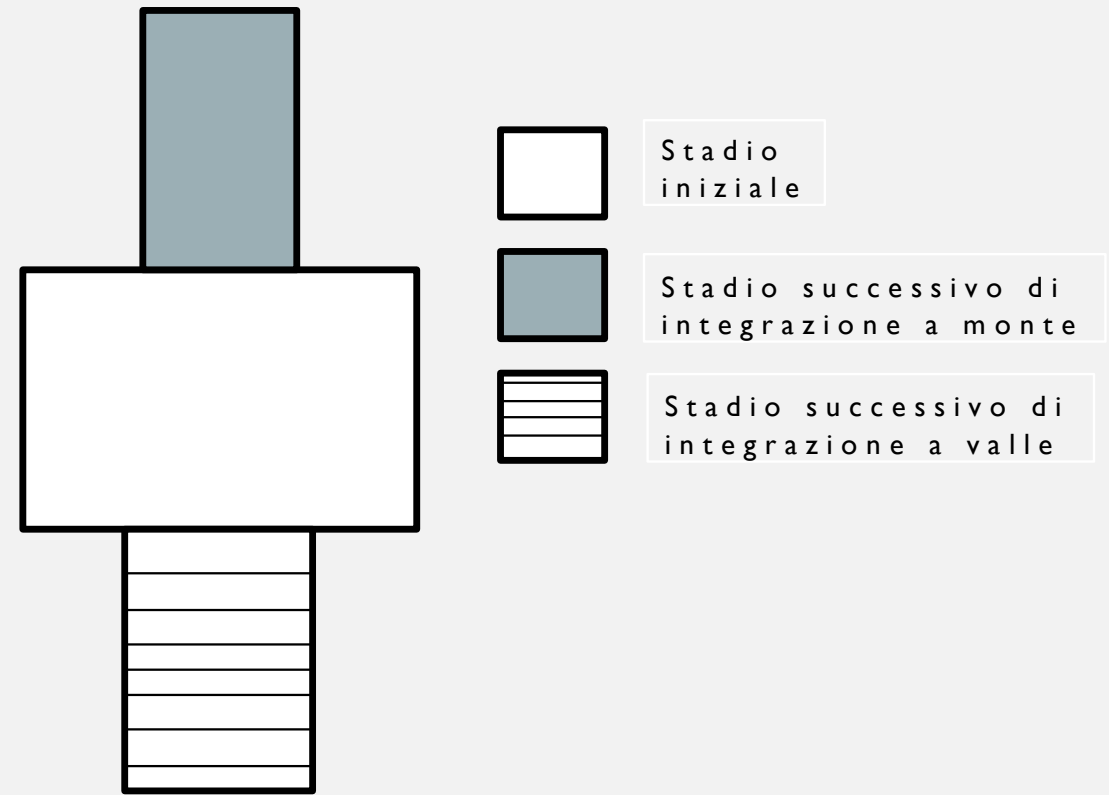 Stadio
iniziale
Stadio successivo di
integrazione a monte
Stadio successivo di
integrazione a valle